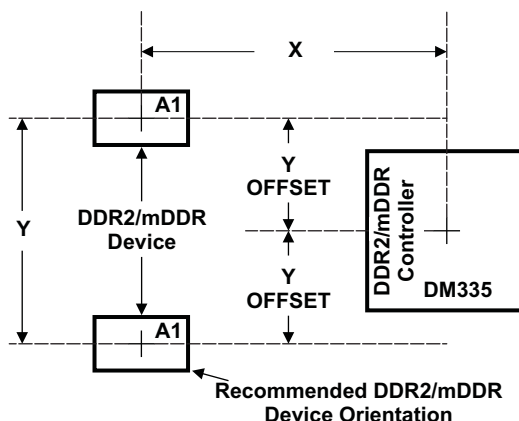 X
A1
Y
OFFSET
Y
DDR2/mDDR
Device
DDR2/mDDR
Controller
DM335
Y
OFFSET
A1
Recommended DDR2/mDDR
Device Orientation